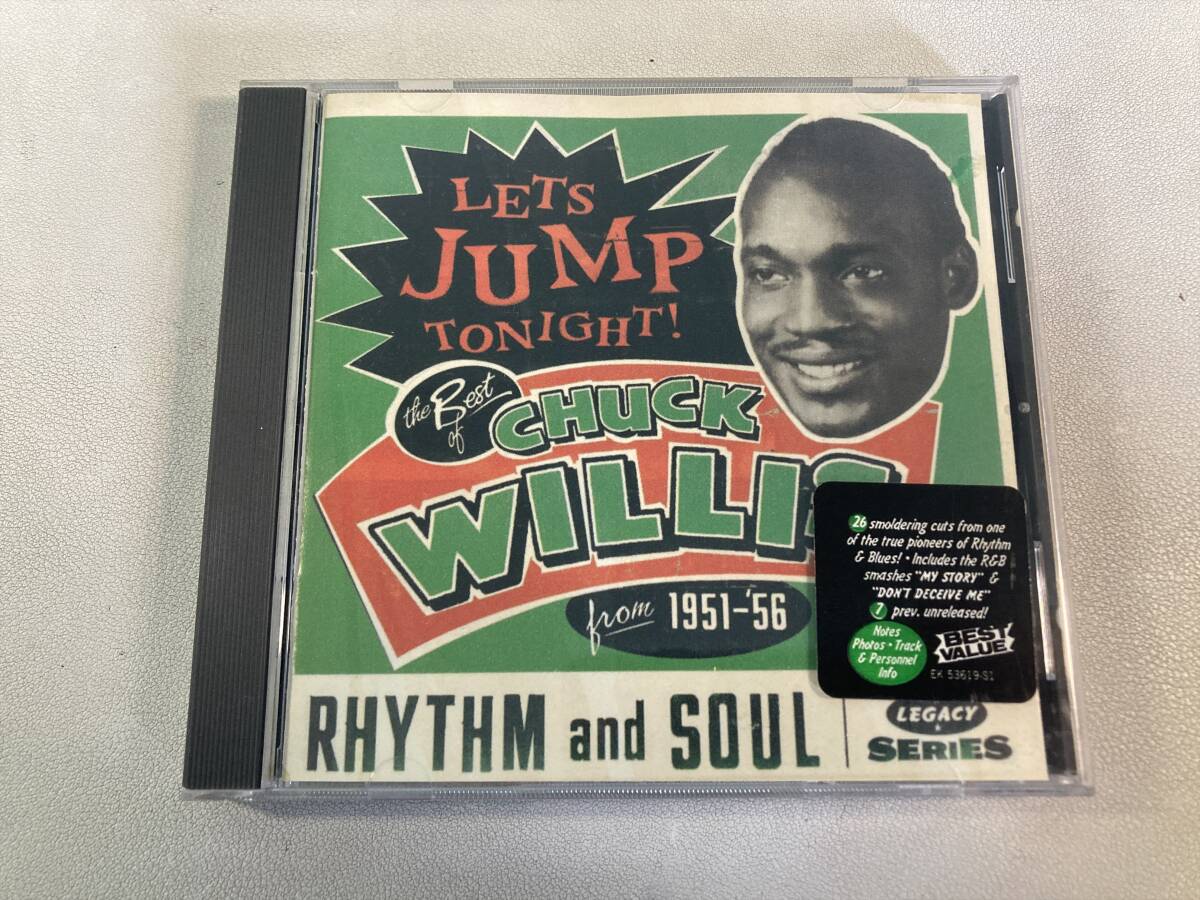 LETS
JUMP
TONIGHT!
the Best
of
CHUCK
WILLIS
from 1951-'56
26 smoldering cuts from one
of the true pioneers of Rhythm
& Blues! • Includes the R&B
smashes "MY STORY" &
"DON'T DECEIVE ME"
7 prev. unreleased!
Notes
Photos • Track
& Personnel
Info
BEST
VALUE
EK 53619-S1
RHYTHM and SOUL
LEGACY
SERIES